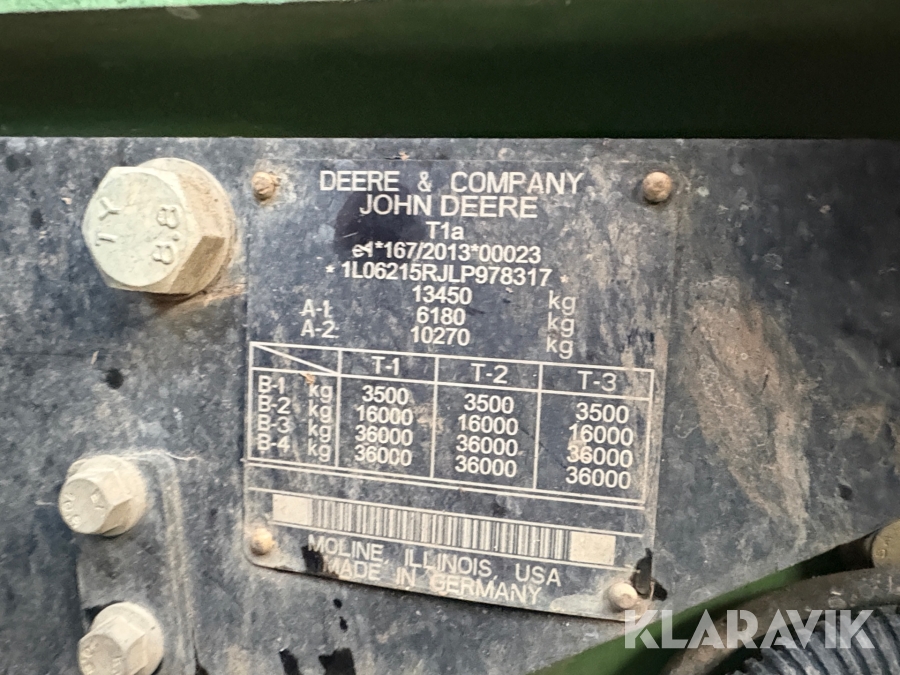 DEERE & COMPANY
JOHN DEERE
T1a
e1*167/2013*00023
*1L06215RJLP978317*
13450 kg
A-1: 6180 kg
A-2: 10270 kg
T-1 T-2 T-3
B-1 kg 3500 3500 3500
B-2 kg 16000 16000 16000
B-3 kg 36000 36000 36000
B-4 kg 36000 36000 36000
MOLINE, ILLINOIS, USA
MADE IN GERMANY
TY
8.8
KLARAVIK